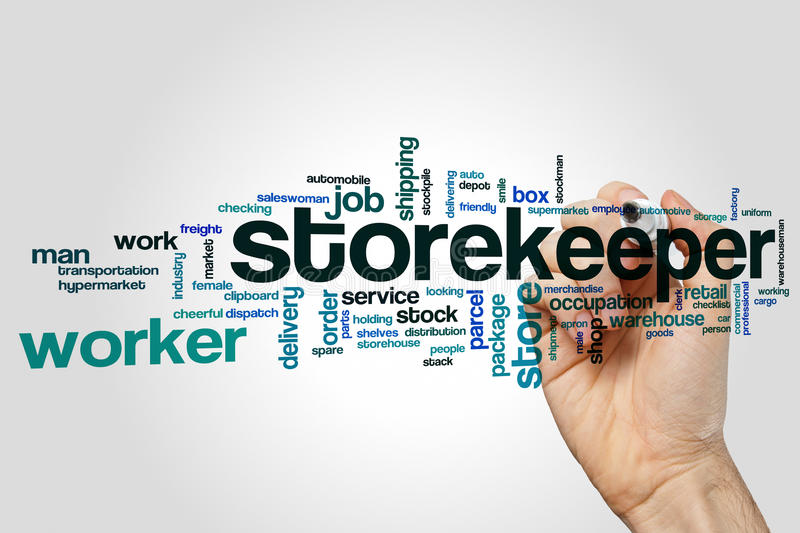 automobile
saleswoman
checking
job
shipping
stockpile
delivering
auto
depot
friendly
smile
box
stockman
supermarket
employee
automotive
storage
factory
uniform
warehouseman
man
work
freight
market
industry
transportation
hypermarket
storekeeper
female
clipboard
cheerful
dispatch
worker
delivery
spare
order
parts
service
holding
stock
shelves
storehouse
looking
distribution
people
stack
parcel
package
store
merchandise
occupation
shipment
apron
male
shop
warehouse
goods
clerk
retail
checklist
car
person
commercial
professional
working
cargo